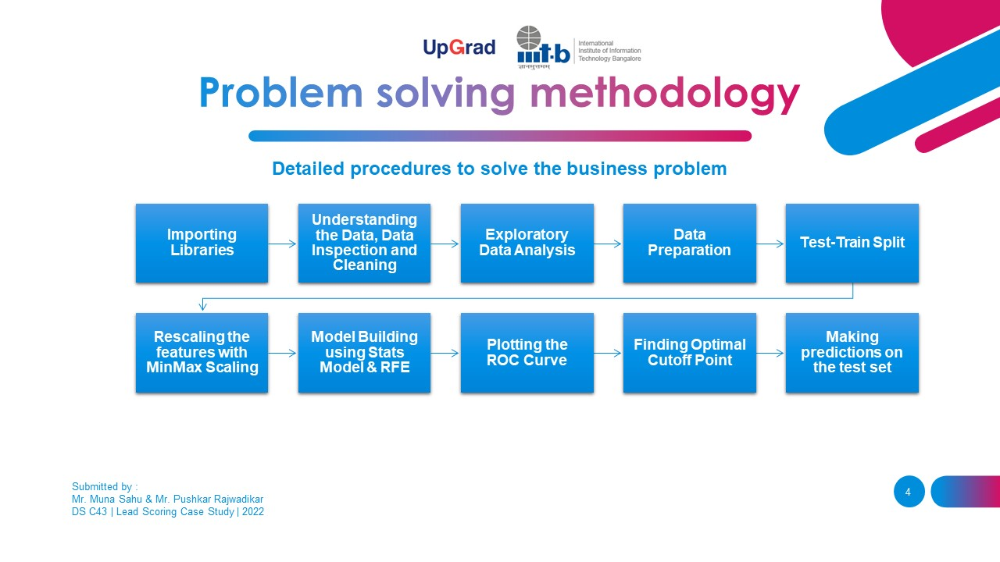 UpGrad
iiit-b
ज्ञानमुत्तमम्
International
Institute of Information
Technology Bangalore
Problem solving methodology
Detailed procedures to solve the business problem
Importing
Libraries
Understanding
the Data, Data
Inspection and
Cleaning
Exploratory
Data Analysis
Data
Preparation
Test-Train Split
Rescaling the
features with
MinMax Scaling
Model Building
using Stats
Model & RFE
Plotting the
ROC Curve
Finding Optimal
Cutoff Point
Making
predictions on
the test set
Submitted by :
Mr. Muna Sahu & Mr. Pushkar Rajwadikar
DS C43 | Lead Scoring Case Study | 2022
4